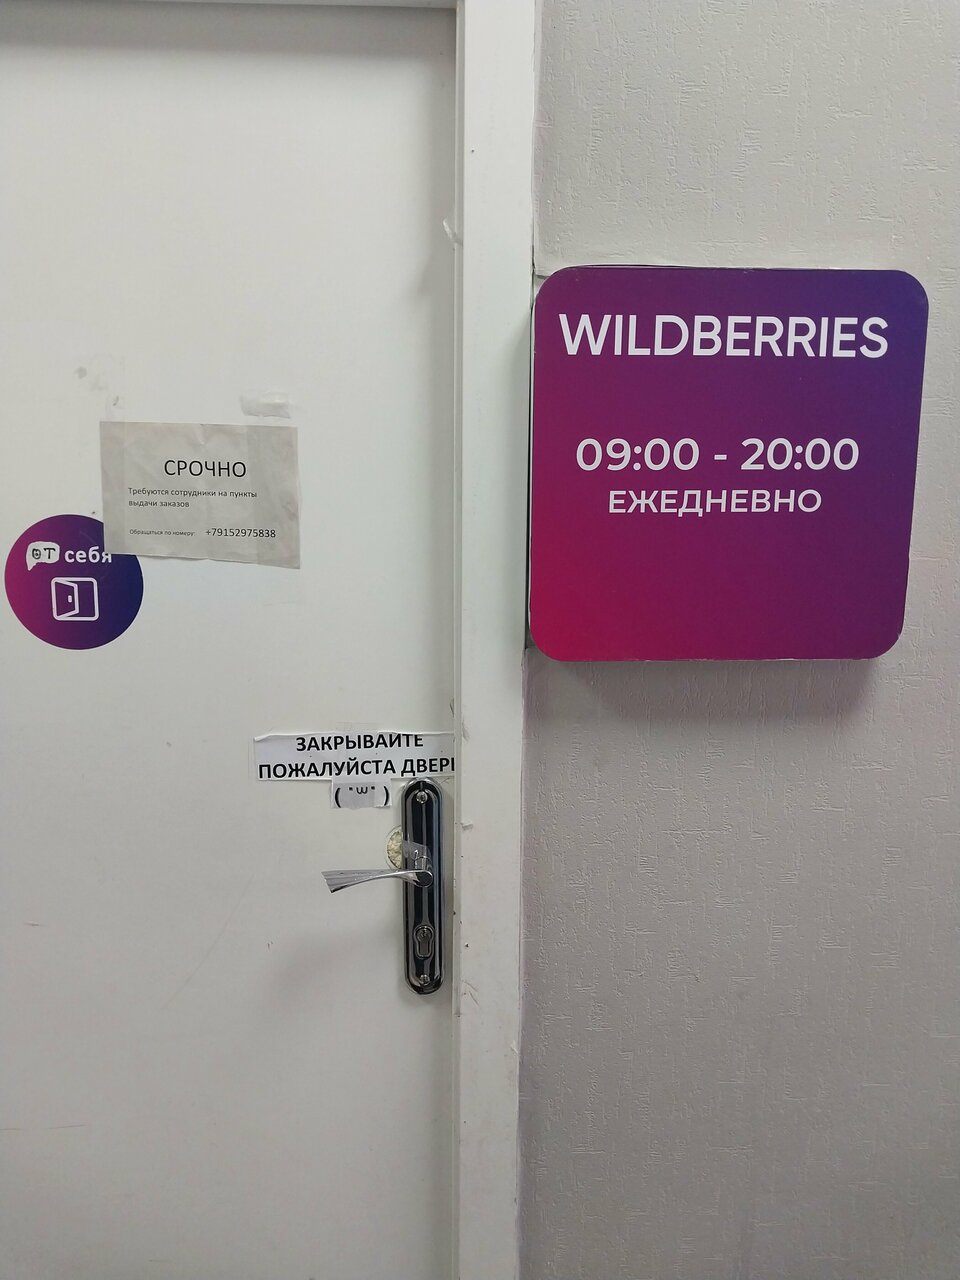 WILDBERRIES
09:00 - 20:00
ЕЖЕДНЕВНО
СРОЧНО
Требуются сотрудники на пункты
выдачи заказов
Обращаться по номеру: +79152975838
от себя
ЗАКРЫВАЙТЕ
ПОЖАЛУЙСТА ДВЕРЬ